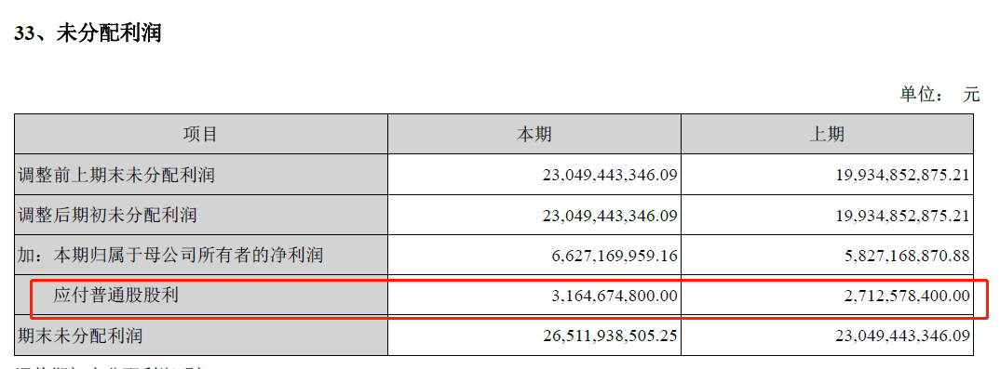 33、未分配利润
单位： 元
项目 本期 上期
调整前上期末未分配利润 23,049,443,346.09 19,934,852,875.21
调整后期初未分配利润 23,049,443,346.09 19,934,852,875.21
加：本期归属于母公司所有者的净利润 6,627,169,959.16 5,827,168,870.88
应付普通股股利 3,164,674,800.00 2,712,578,400.00
期末未分配利润 26,511,938,505.25 23,049,443,346.09